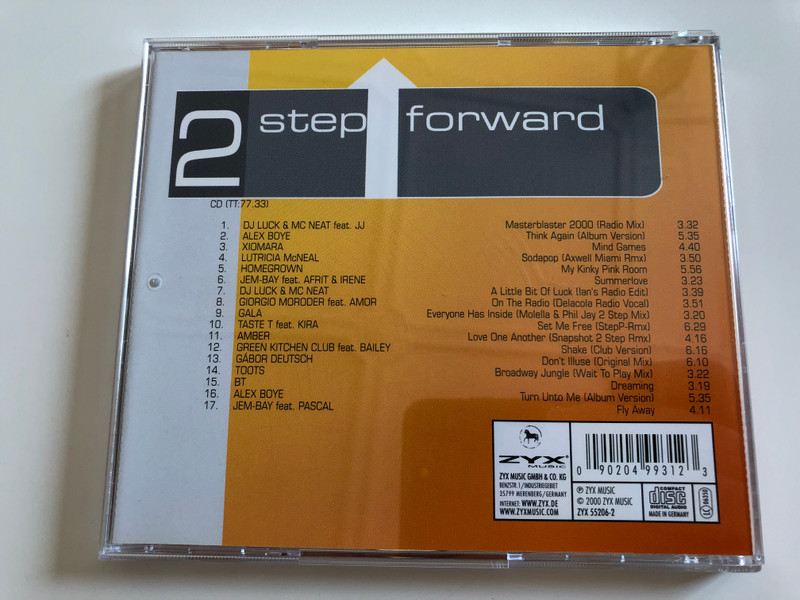 2 step forward
CD (TT:77.33)
1. DJ LUCK & MC NEAT feat. JJ Masterblaster 2000 (Radio Mix) 3.32
2. ALEX BOYE Think Again (Album Version) 5.35
3. XIOMARA Mind Games 4.40
4. LUTRICIA McNEAL Sodapop (Axwell Miami Rmx) 3.50
5. HOMEGROWN My Kinky Pink Room 5.56
6. JEM-BAY feat. AFRIT & IRENE Summerlove 3.23
7. DJ LUCK & MC NEAT A Little Bit Of Luck (Ian's Radio Edit) 3.39
8. GIORGIO MORODER feat. AMOR On The Radio (Delacola Radio Vocal) 3.51
9. GALA Everyone Has Inside (Molella & Phil Jay 2 Step Mix) 3.20
10. TASTE T feat. KIRA Set Me Free (StepP-Rmx) 6.29
11. AMBER Love One Another (Snapshot 2 Step Rmx) 4.16
12. GREEN KITCHEN CLUB feat. BAILEY Shake (Club Version) 6.16
13. GÁBOR DEUTSCH Don't Illuse (Original Mix) 6.10
14. TOOTS Broadway Jungle (Wait To Play Mix) 3.22
15. BT Dreaming 3.19
16. ALEX BOYE Turn Unto Me (Album Version) 5.35
17. JEM-BAY feat. PASCAL Fly Away 4.11
ZYX®
MUSIC
ZYX MUSIC GMBH & CO. KG
BENZSTR.1/INDUSTRIEGEBIET
35799 MERENBERG/GERMANY
INTERNET: WWW.ZYX.DE
WWW.ZYXMUSIC.COM
0 90204 99312 3
℗ ZYX MUSIC
© 2000 ZYX MUSIC
ZYX 55206-2
COMPACT
disc
DIGITAL AUDIO
MADE IN GERMANY
LC 06350